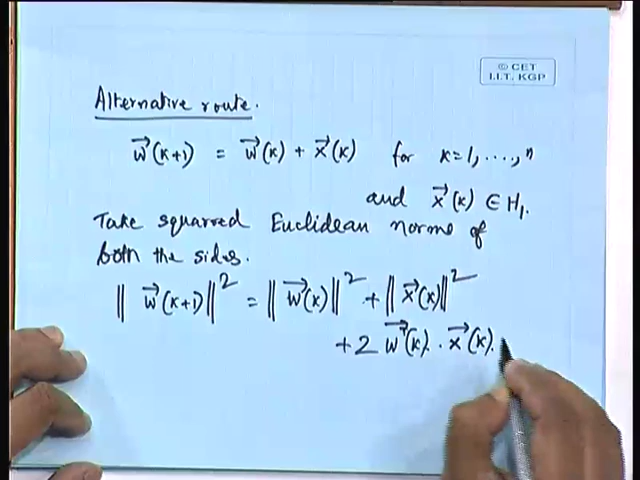 © CET
I.I.T. KGP
Alternative route.
w⃗(k+1) = w⃗(k) + x⃗(k) for k=1, ....., n
and x⃗(k) ∈ H₁.
Take squared Euclidean norms of
both the sides.
‖ w⃗(k+1)‖² = ‖ w⃗(k)‖² + ‖ x⃗(k)‖²
+2 w⃗ᵀ(k). x⃗(k).